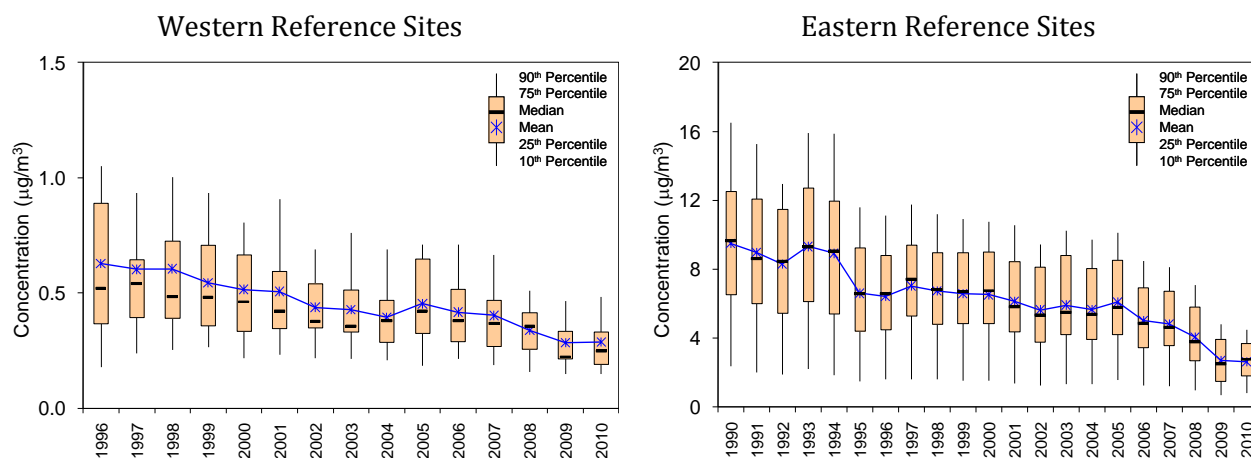 Western Reference Sites
1.5
1.0
0.5
0.0
Concentration (µg/m³)
90th Percentile
75th Percentile
Median
Mean
25th Percentile
10th Percentile
1996
1997
1998
1999
2000
2001
2002
2003
2004
2005
2006
2007
2008
2009
2010
Eastern Reference Sites
20
16
12
8
4
0
Concentration (µg/m³)
90th Percentile
75th Percentile
Median
Mean
25th Percentile
10th Percentile
1990
1991
1992
1993
1994
1995
1996
1997
1998
1999
2000
2001
2002
2003
2004
2005
2006
2007
2008
2009
2010